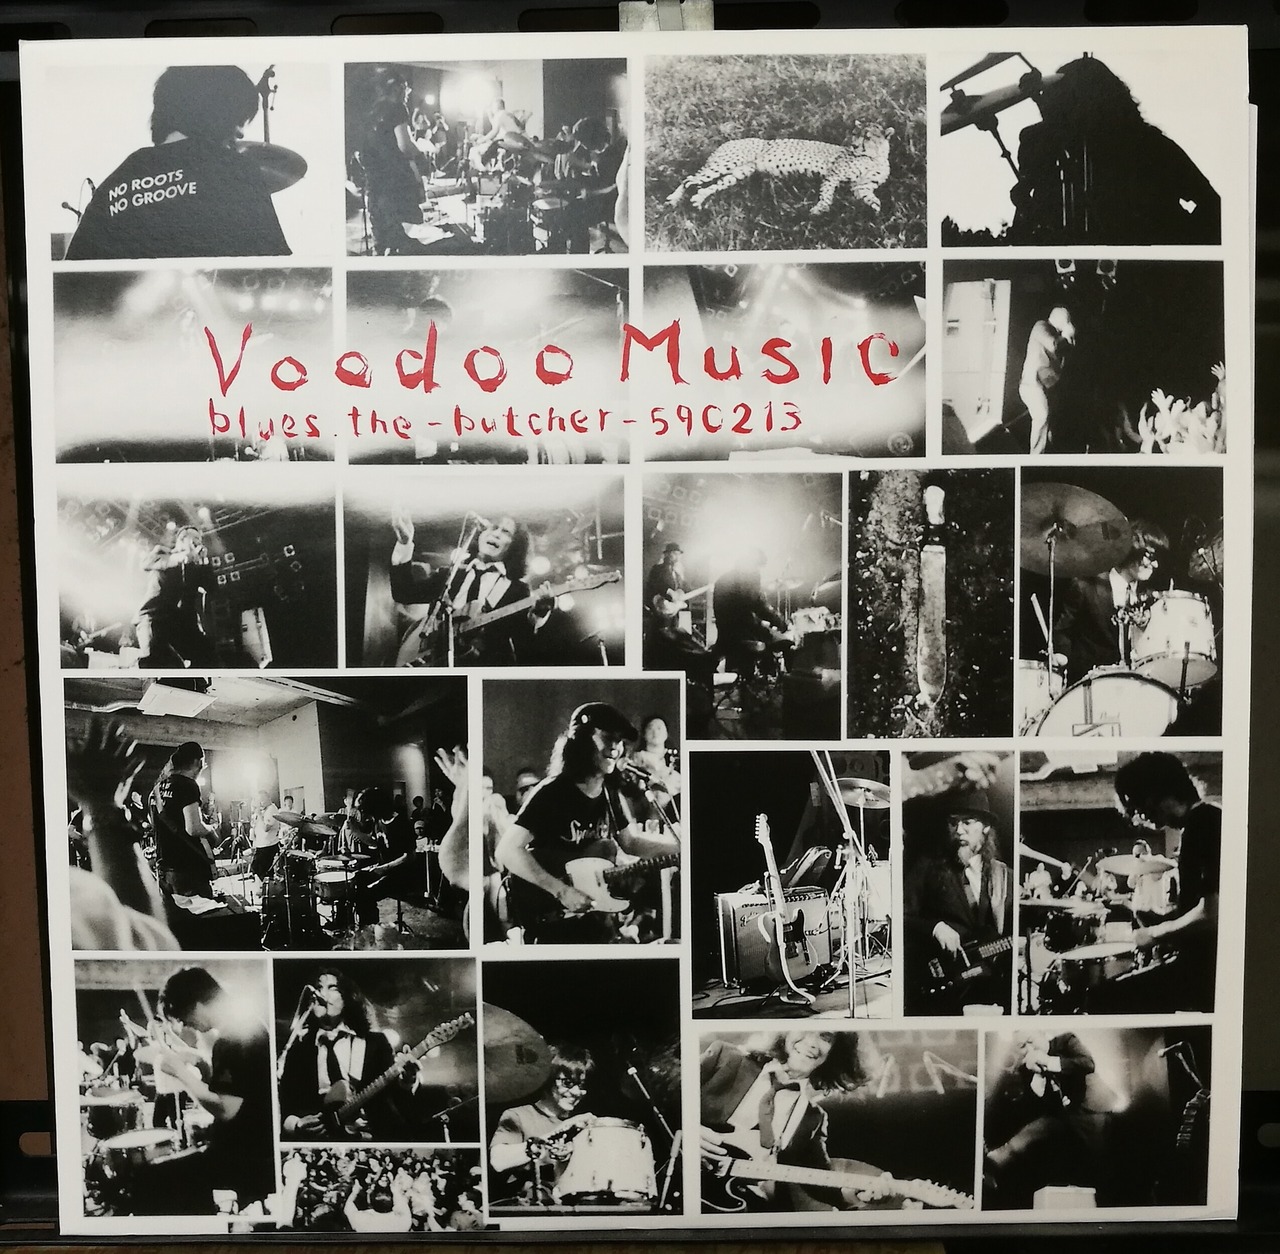 NO ROOTS
NO GROOVE
Voodoo Music
blues.the-butcher-590213